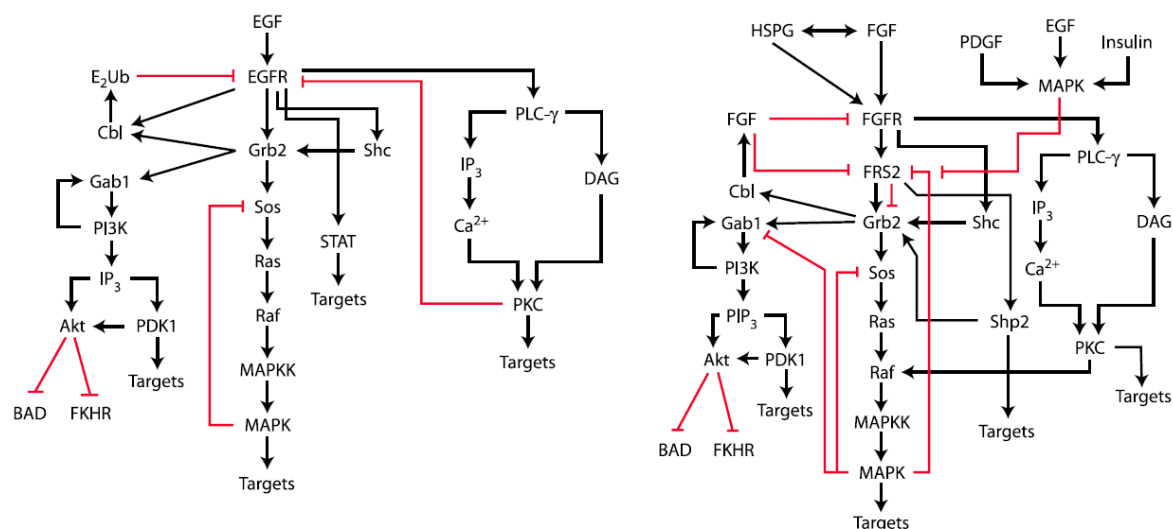 EGF
E₂Ub
EGFR
PLC-γ
Cbl
Grb2
Shc
IP₃
DAG
Gab1
Sos
Ca²⁺
PI3K
STAT
Ras
IP₃
Targets
PKC
Raf
Akt
PDK1
Targets
MAPKK
Targets
BAD
FKHR
MAPK
Targets
HSPG
FGF
EGF
PDGF
Insulin
MAPK
FGF
FGFR
PLC-γ
FRS2
Cbl
IP₃
DAG
Gab1
Grb2
Shc
PI3K
Sos
Ca²⁺
PIP₃
Ras
Shp2
PKC
Akt
PDK1
Raf
Targets
Targets
MAPKK
Targets
BAD
FKHR
MAPK
Targets